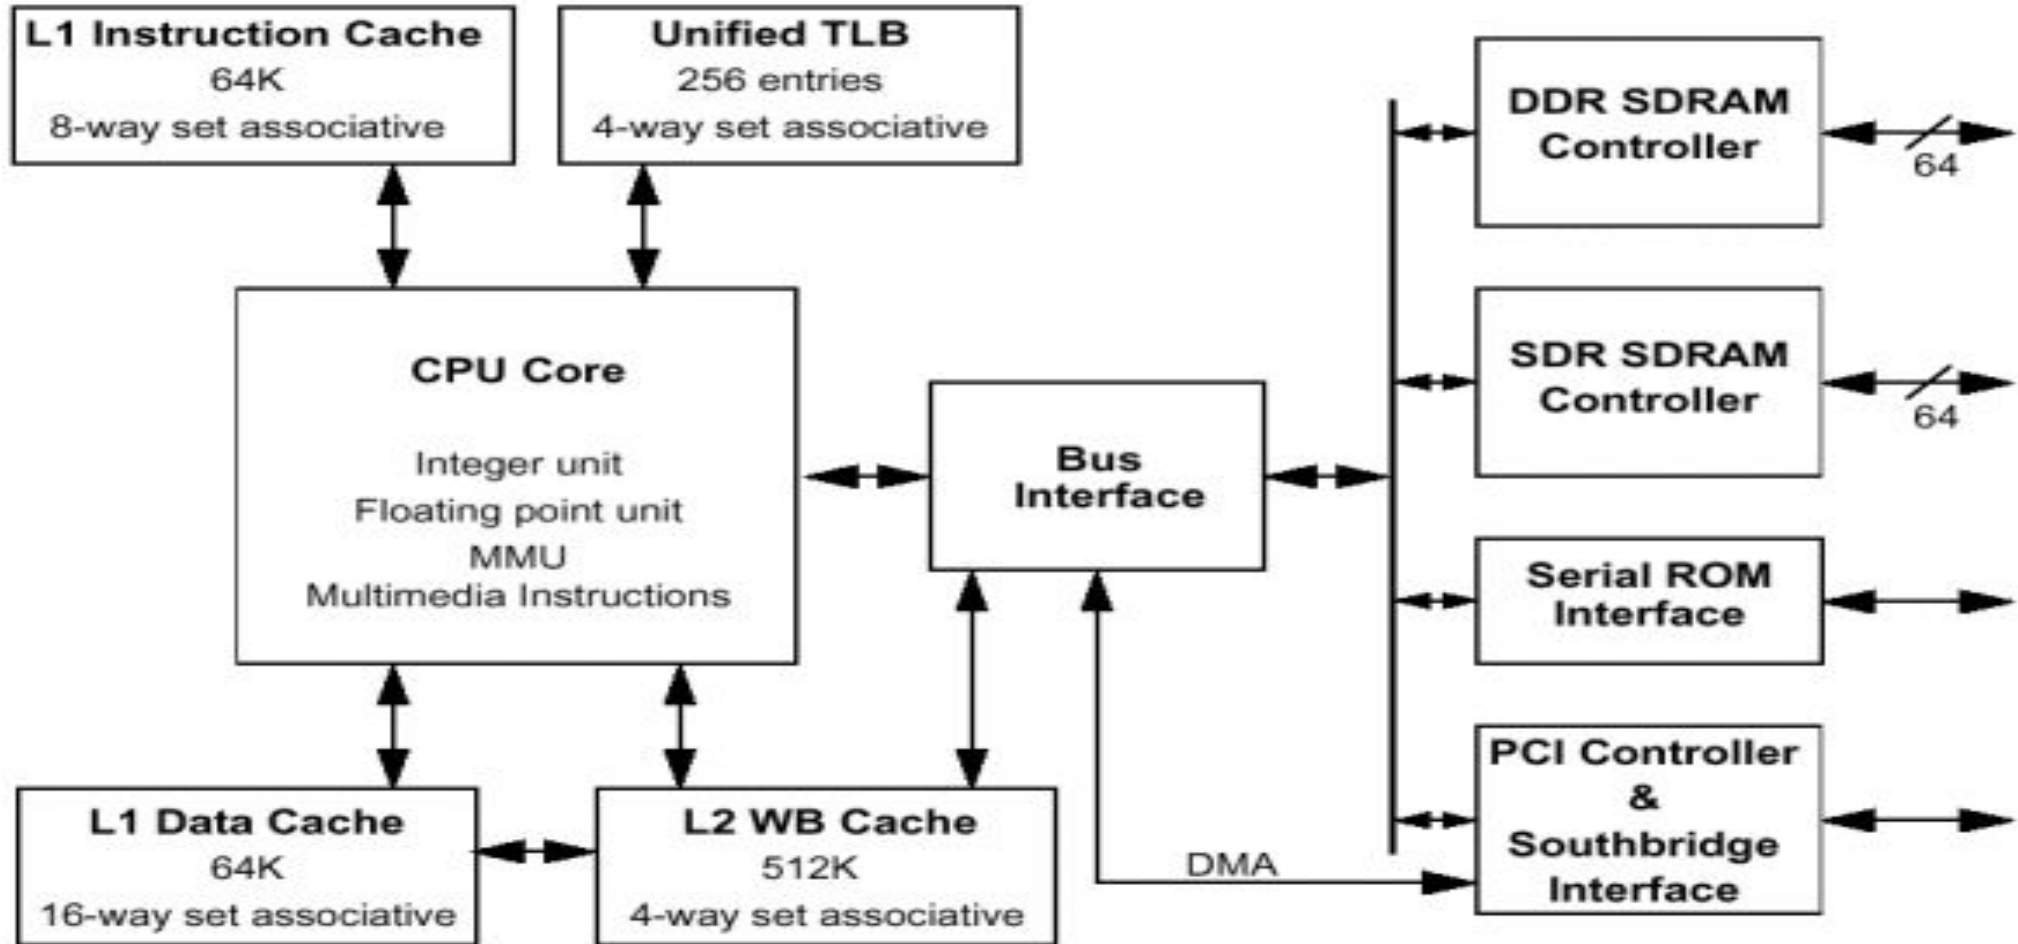 L1 Instruction Cache
64K
8-way set associative
Unified TLB
256 entries
4-way set associative
DDR SDRAM
Controller
64
CPU Core
Integer unit
Floating point unit
MMU
Multimedia Instructions
Bus
Interface
SDR SDRAM
Controller
64
Serial ROM
Interface
L1 Data Cache
64K
16-way set associative
L2 WB Cache
512K
4-way set associative
DMA
PCI Controller
&
Southbridge
Interface